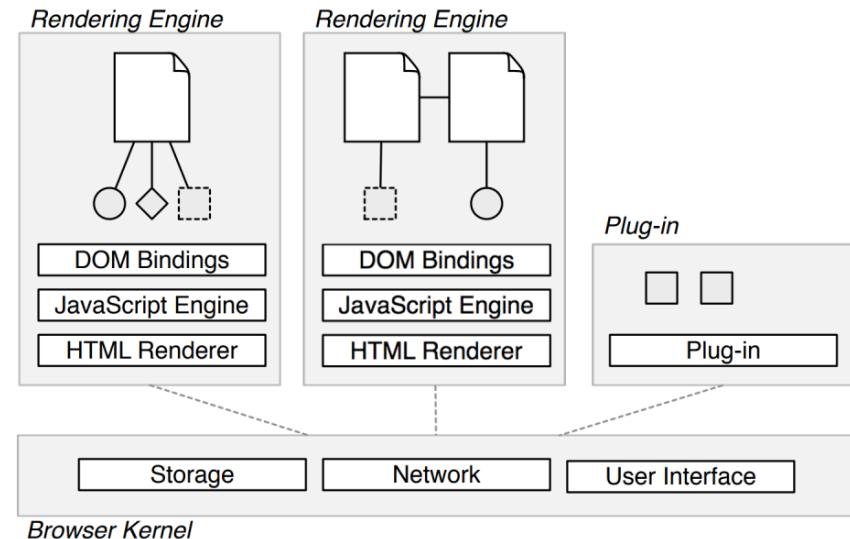 Rendering Engine
Rendering Engine
DOM Bindings
JavaScript Engine
HTML Renderer
DOM Bindings
JavaScript Engine
HTML Renderer
Plug-in
Plug-in
Storage
Network
User Interface
Browser Kernel